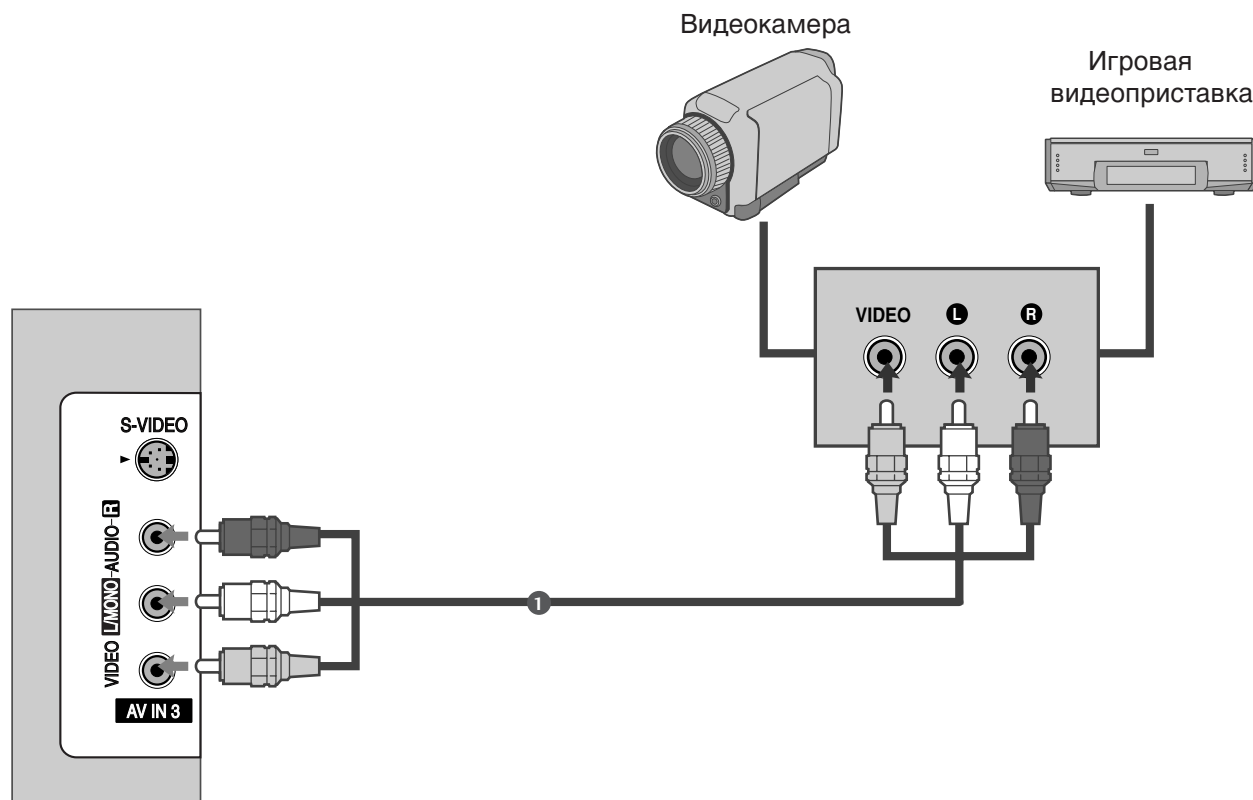 Видеокамера
Игровая
видеоприставка
VIDEO
L
R
S-VIDEO
VIDEO L/MONO-AUDIO-R
AV IN 3
1